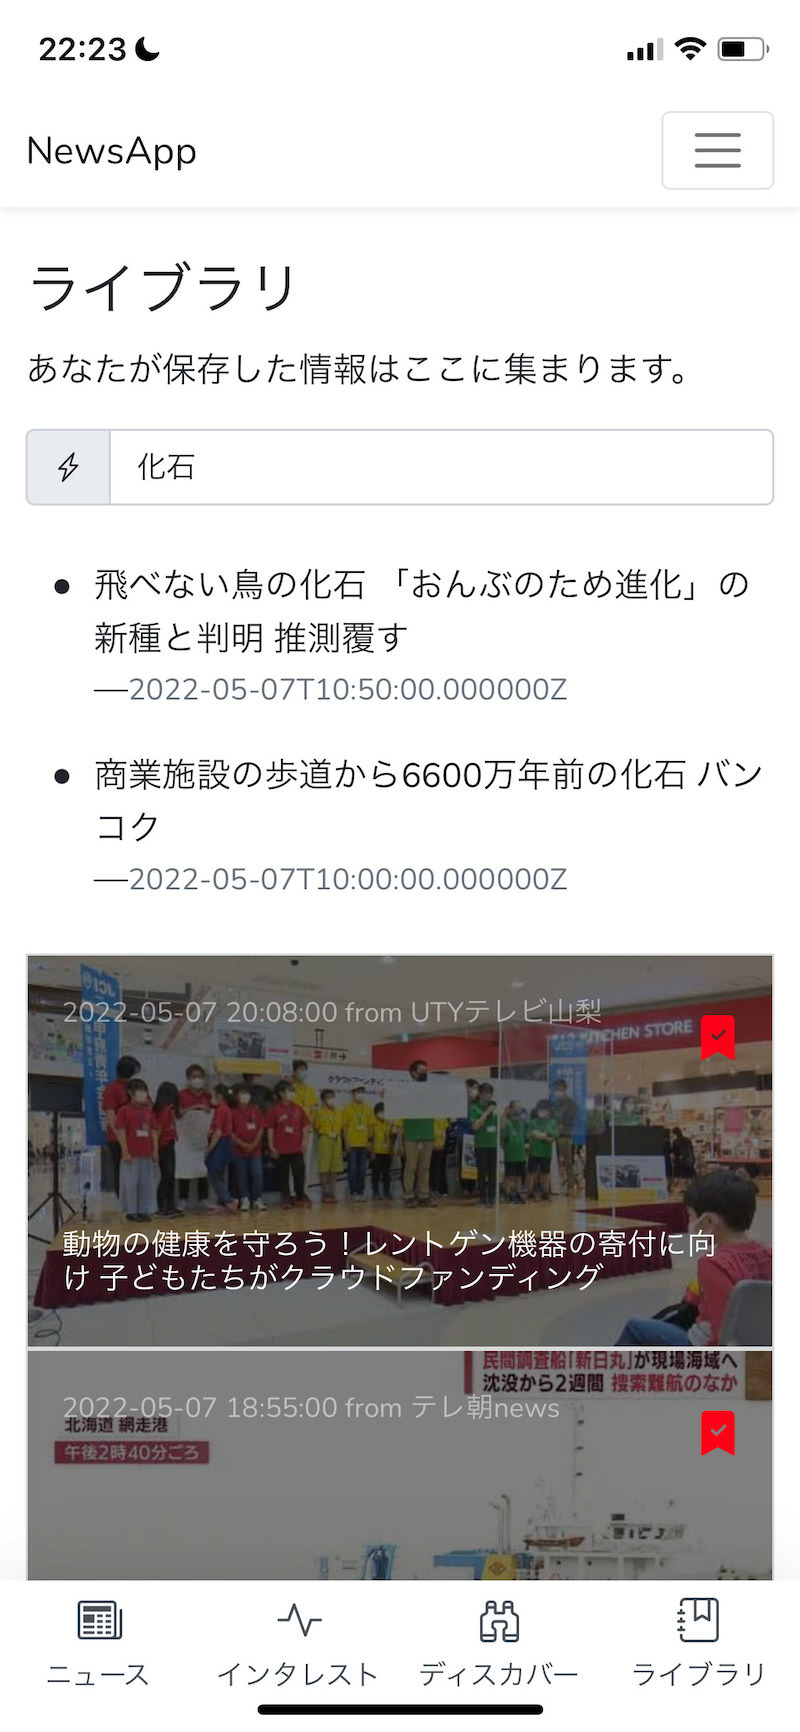 22:23
NewsApp
ライブラリ
あなたが保存した情報はここに集まります。
化石
飛べない鳥の化石 「おんぶのため進化」の
新種と判明 推測覆す
—2022-05-07T10:50:00.000000Z
商業施設の歩道から6600万年前の化石 バン
コク
—2022-05-07T10:00:00.000000Z
2022-05-07 20:08:00 from UTYテレビ山梨
KITCHEN STORE
動物の健康を守ろう！レントゲン機器の寄付に向
け 子どもたちがクラウドファンディング
民間調査船「新日丸」が現場海域へ
沈没から2週間 捜索難航のなか
2022-05-07 18:55:00 from テレ朝news
北海道 網走港
午後2時40分ごろ
ニュース
インタレスト
ディスカバー
ライブラリ